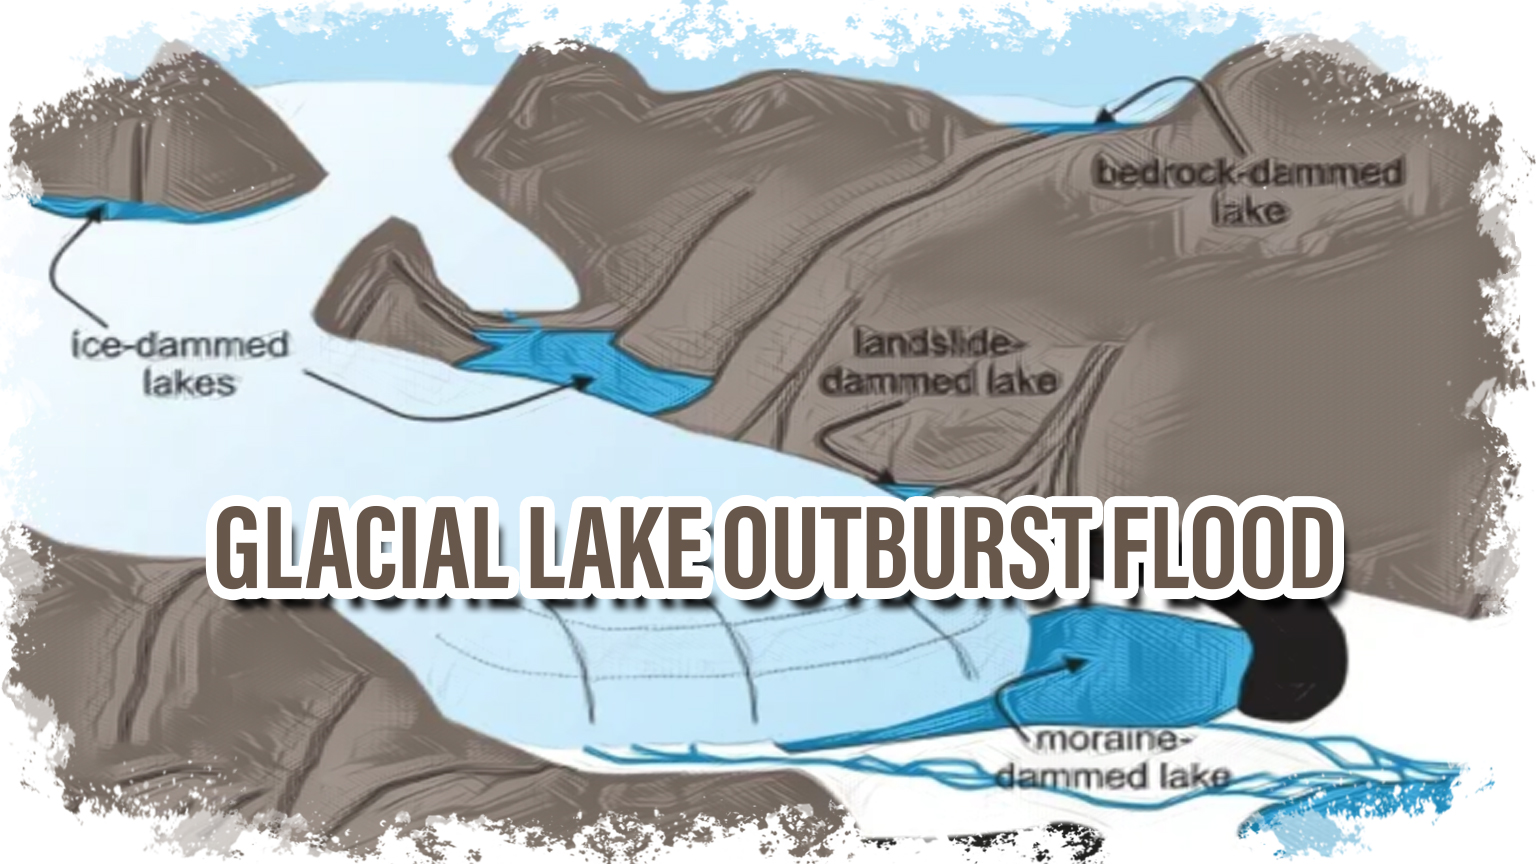 bedrock-dammed
lake
ice-dammed
lakes
landslide-
dammed lake
GLACIAL LAKE OUTBURST FLOOD
moraine-
dammed lake